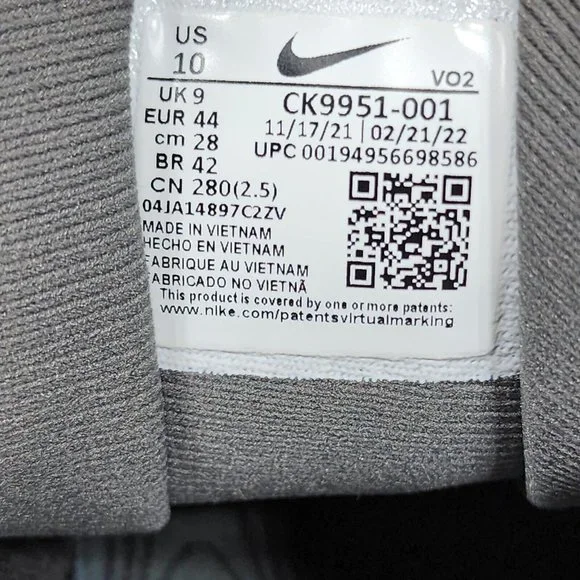 US
10
VO2
UK 9
CK9951-001
EUR 44
11/17/21 | 02/21/22
cm 28
UPC 00194956698586
BR 42
CN 280(2.5)
04JA14897C2ZV
MADE IN VIETNAM
HECHO EN VIETNAM
FABRIQUE AU VIETNAM
FABRICADO NO VIETNÃ
This product is covered by one or more patents:
www.nike.com/patentsvirtualmarking